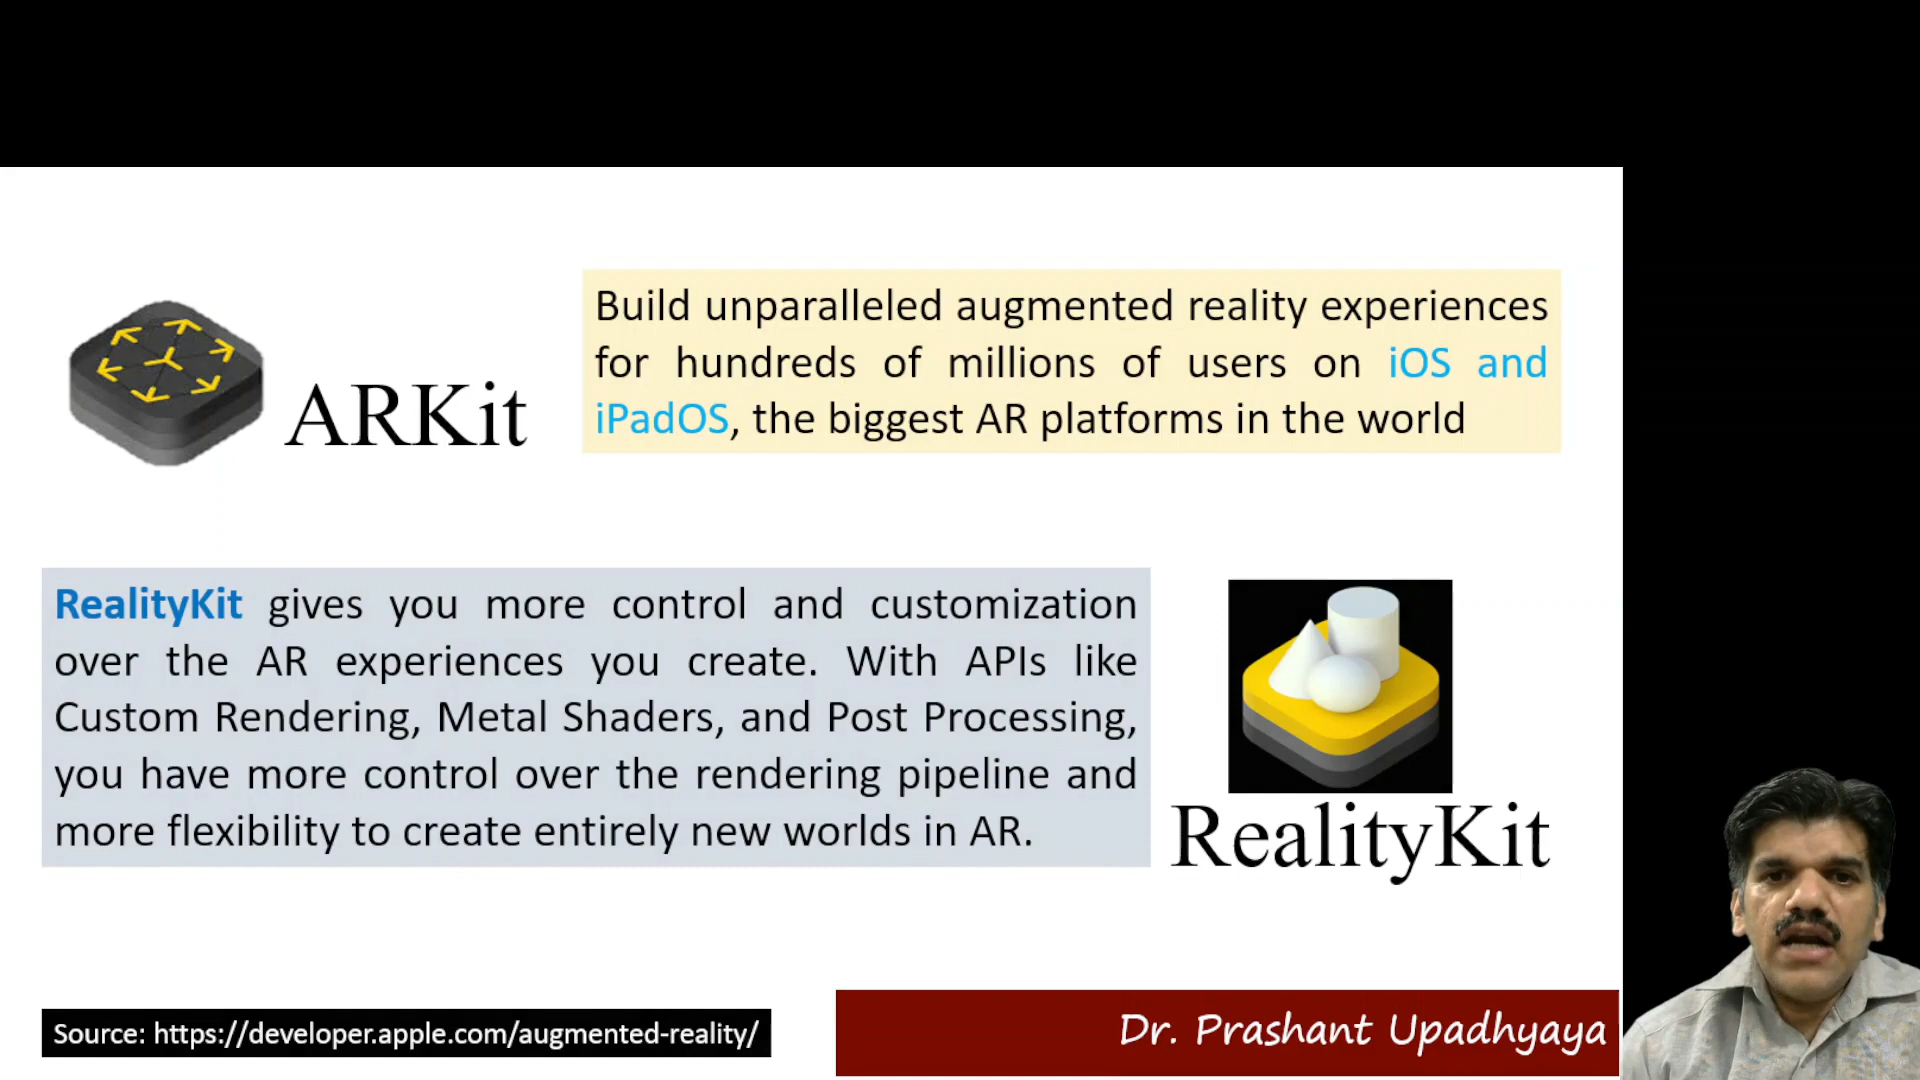 ARKit
Build unparalleled augmented reality experiences
for hundreds of millions of users on iOS and
iPadOS, the biggest AR platforms in the world
RealityKit gives you more control and customization
over the AR experiences you create. With APIs like
Custom Rendering, Metal Shaders, and Post Processing,
you have more control over the rendering pipeline and
more flexibility to create entirely new worlds in AR.
RealityKit
Source: https://developer.apple.com/augmented-reality/
Dr. Prashant Upadhyaya